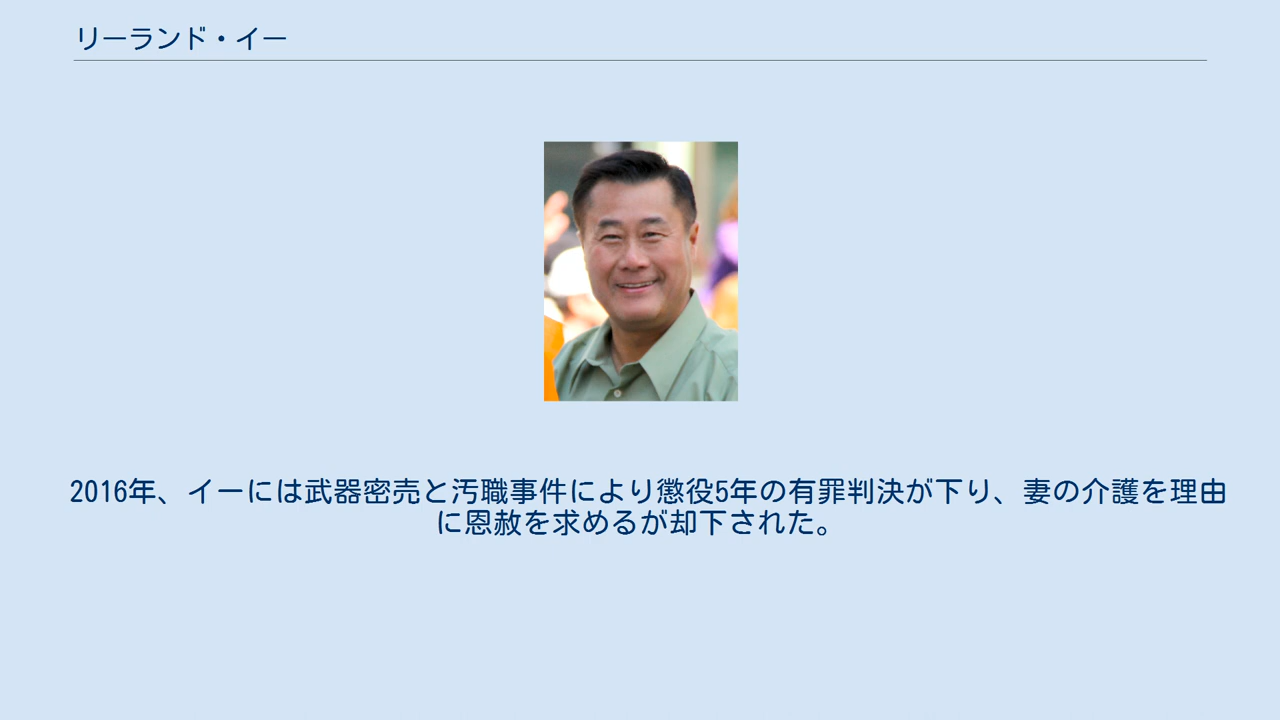 リーランド・イー
2016年、イーには武器密売と汚職事件により懲役5年の有罪判決が下り、妻の介護を理由
に恩赦を求めるが却下された。